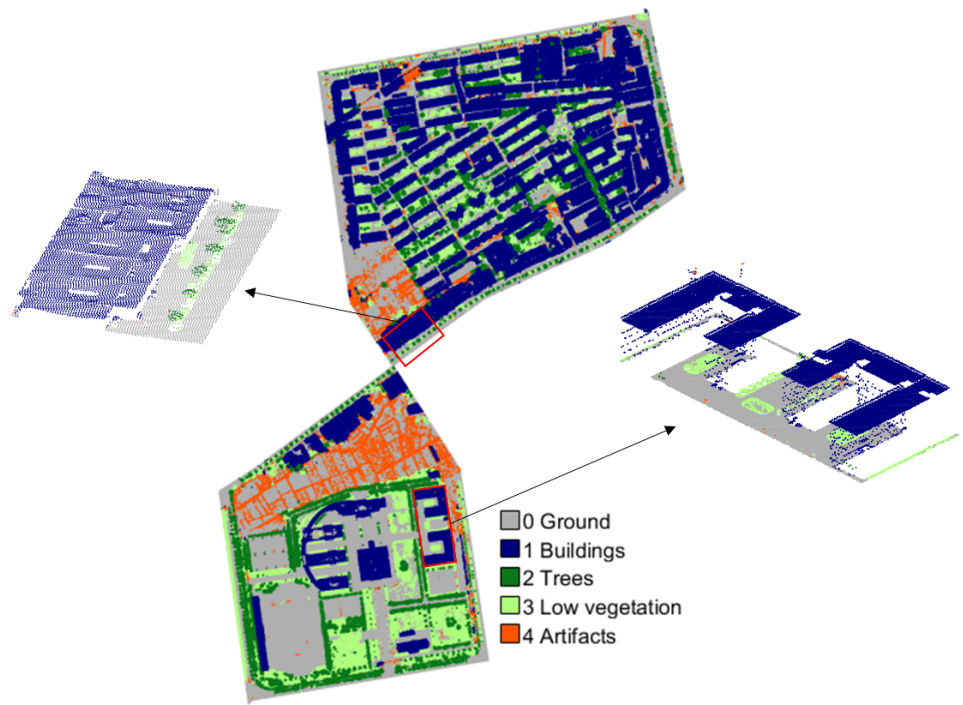 0 Ground
1 Buildings
2 Trees
3 Low vegetation
4 Artifacts